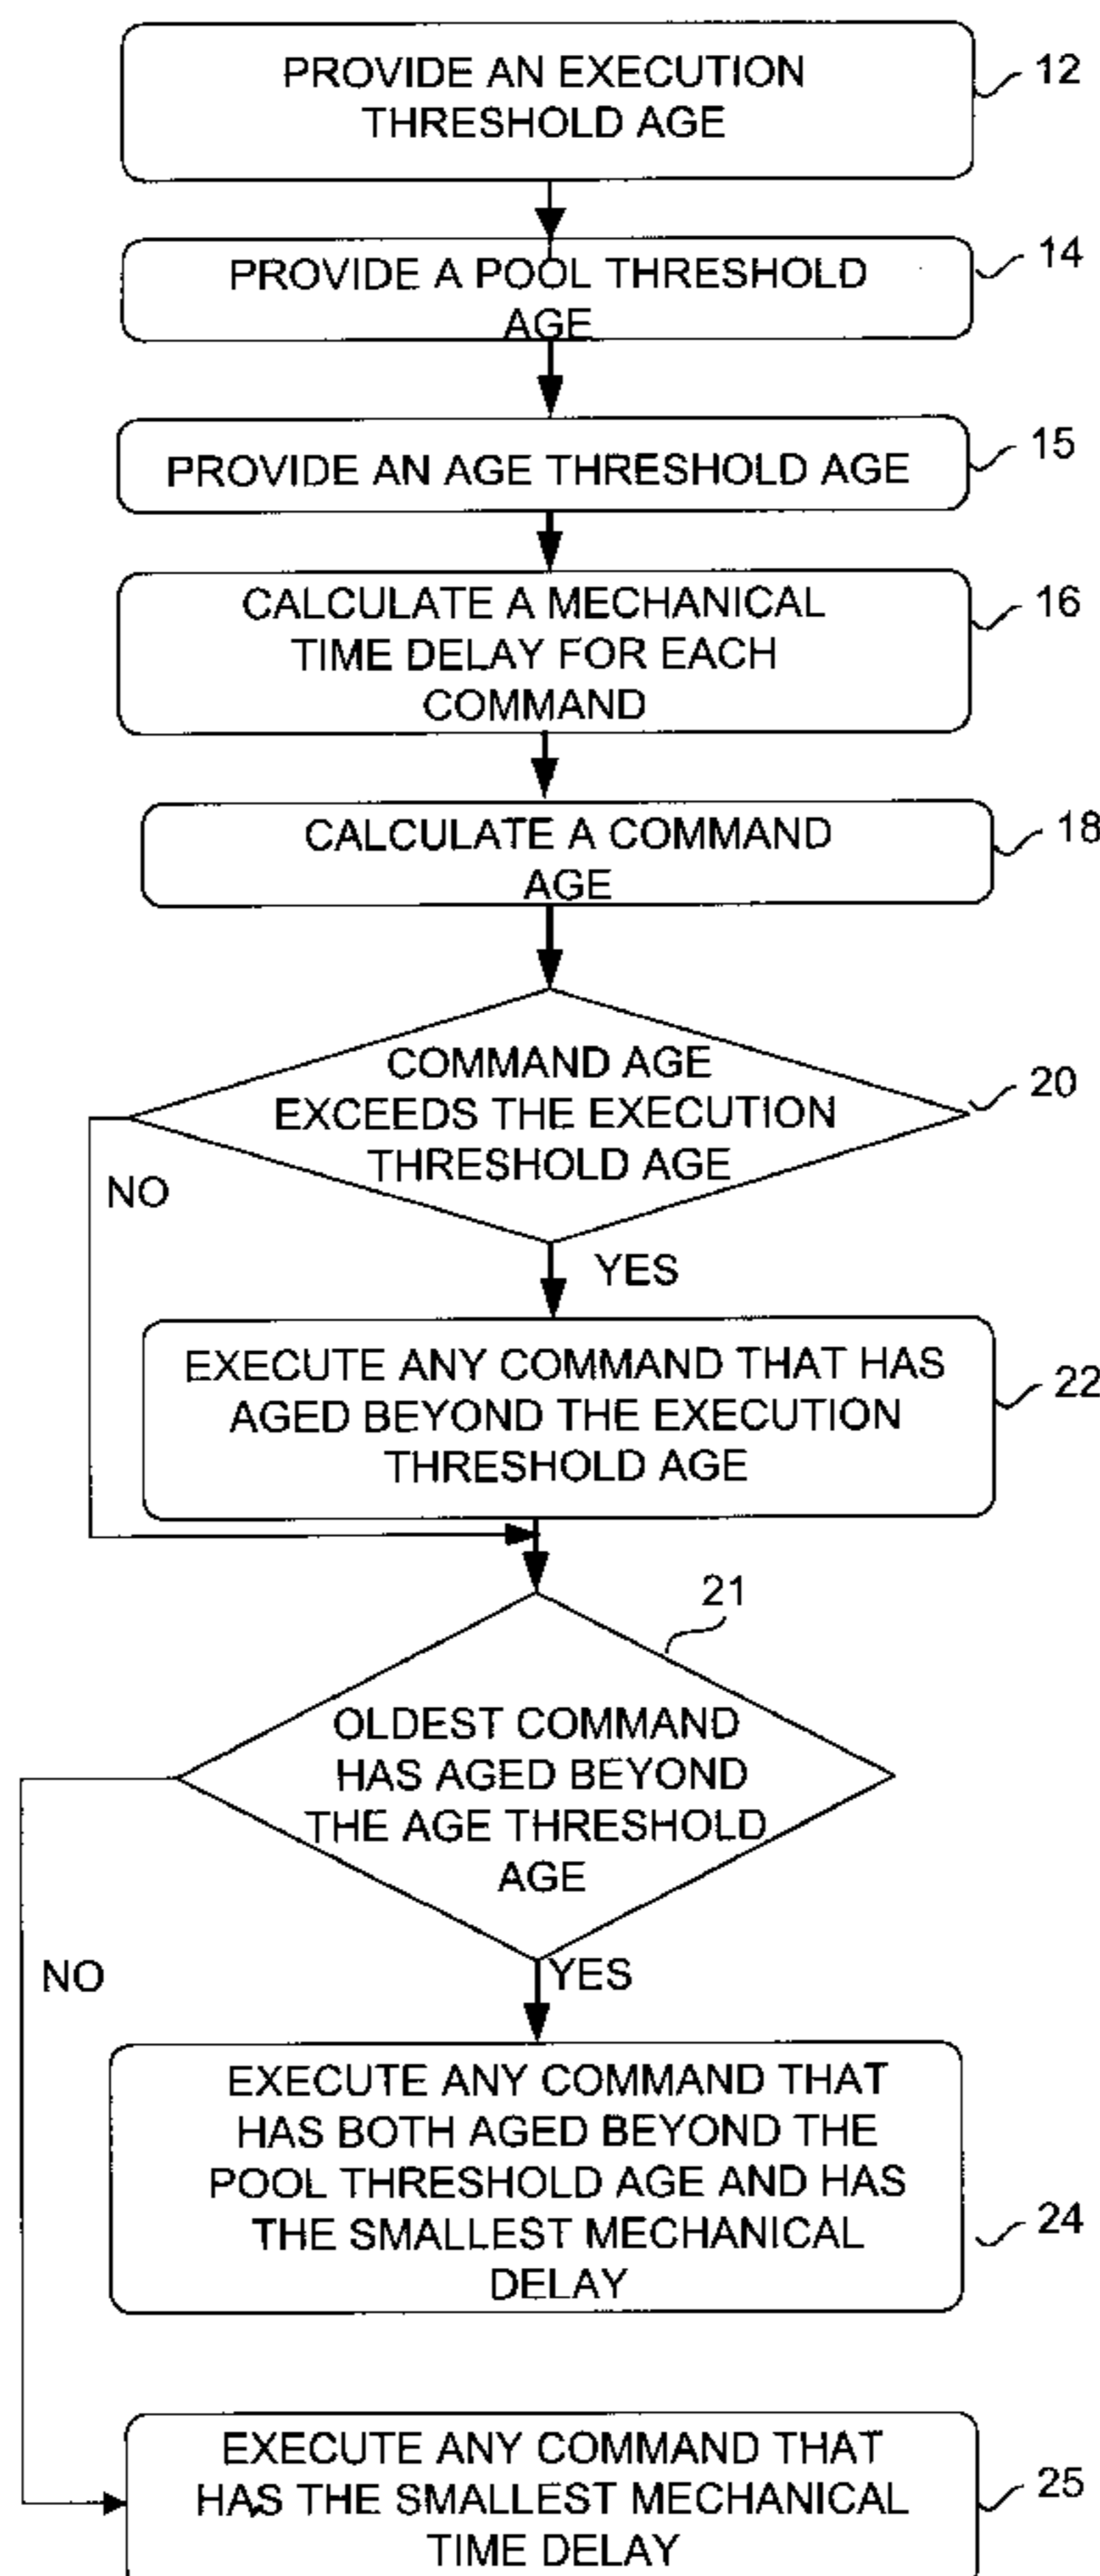 PROVIDE AN EXECUTION
THRESHOLD AGE
12
PROVIDE A POOL THRESHOLD
AGE
14
PROVIDE AN AGE THRESHOLD AGE
15
CALCULATE A MECHANICAL
TIME DELAY FOR EACH
COMMAND
16
CALCULATE A COMMAND
AGE
18
COMMAND AGE
EXCEEDS THE EXECUTION
THRESHOLD AGE
20
NO
YES
EXECUTE ANY COMMAND THAT HAS
AGED BEYOND THE EXECUTION
THRESHOLD AGE
22
21
OLDEST COMMAND
HAS AGED BEYOND
THE AGE THRESHOLD
AGE
NO
YES
EXECUTE ANY COMMAND THAT
HAS BOTH AGED BEYOND THE
POOL THRESHOLD AGE AND HAS
THE SMALLEST MECHANICAL
DELAY
24
EXECUTE ANY COMMAND THAT
HAS THE SMALLEST MECHANICAL
TIME DELAY
25